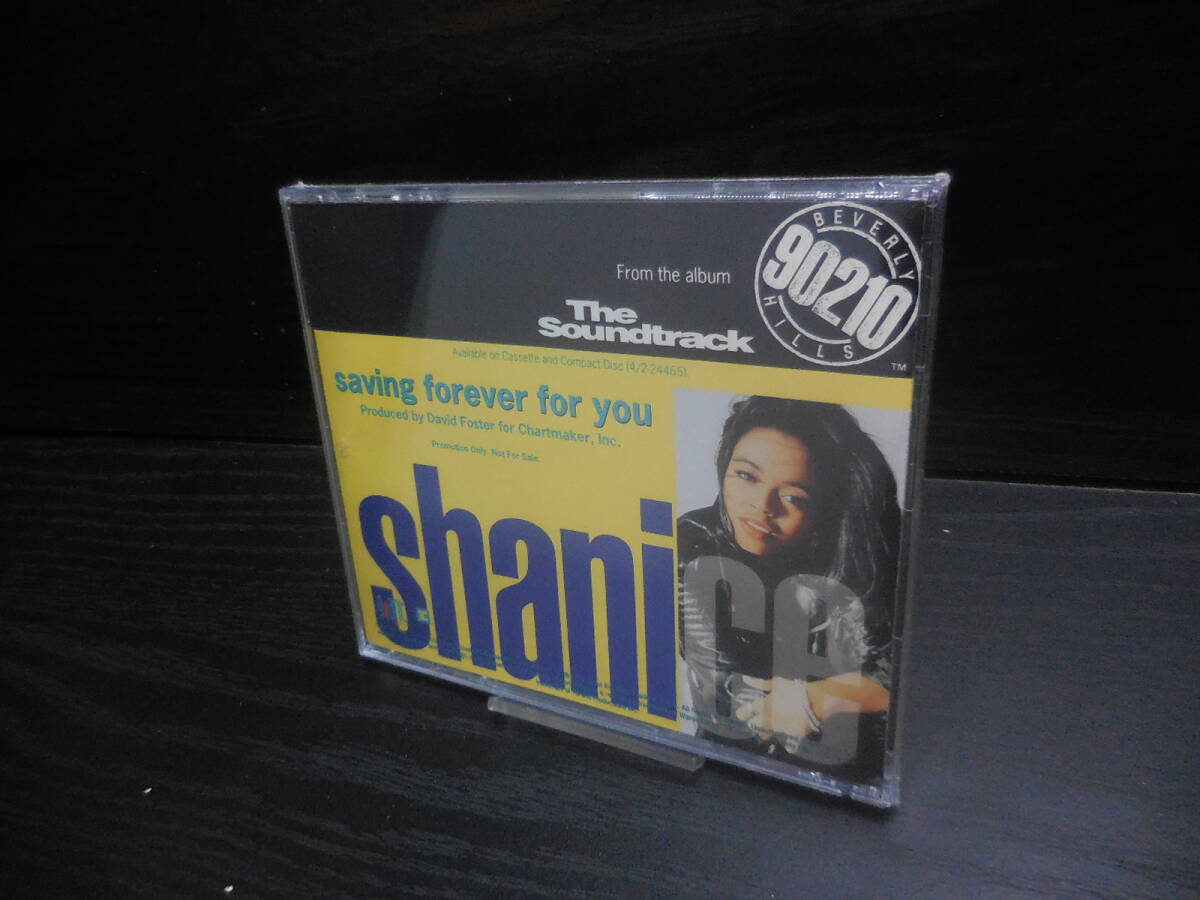 BEVERLY
90210
HILLS
TM
From the album
The
Soundtrack
Available on Cassette and Compact Disc (4/2-24465).
saving forever for you
Produced by David Foster for Chartmaker, Inc.
Promotion Only. Not For Sale.
shanice